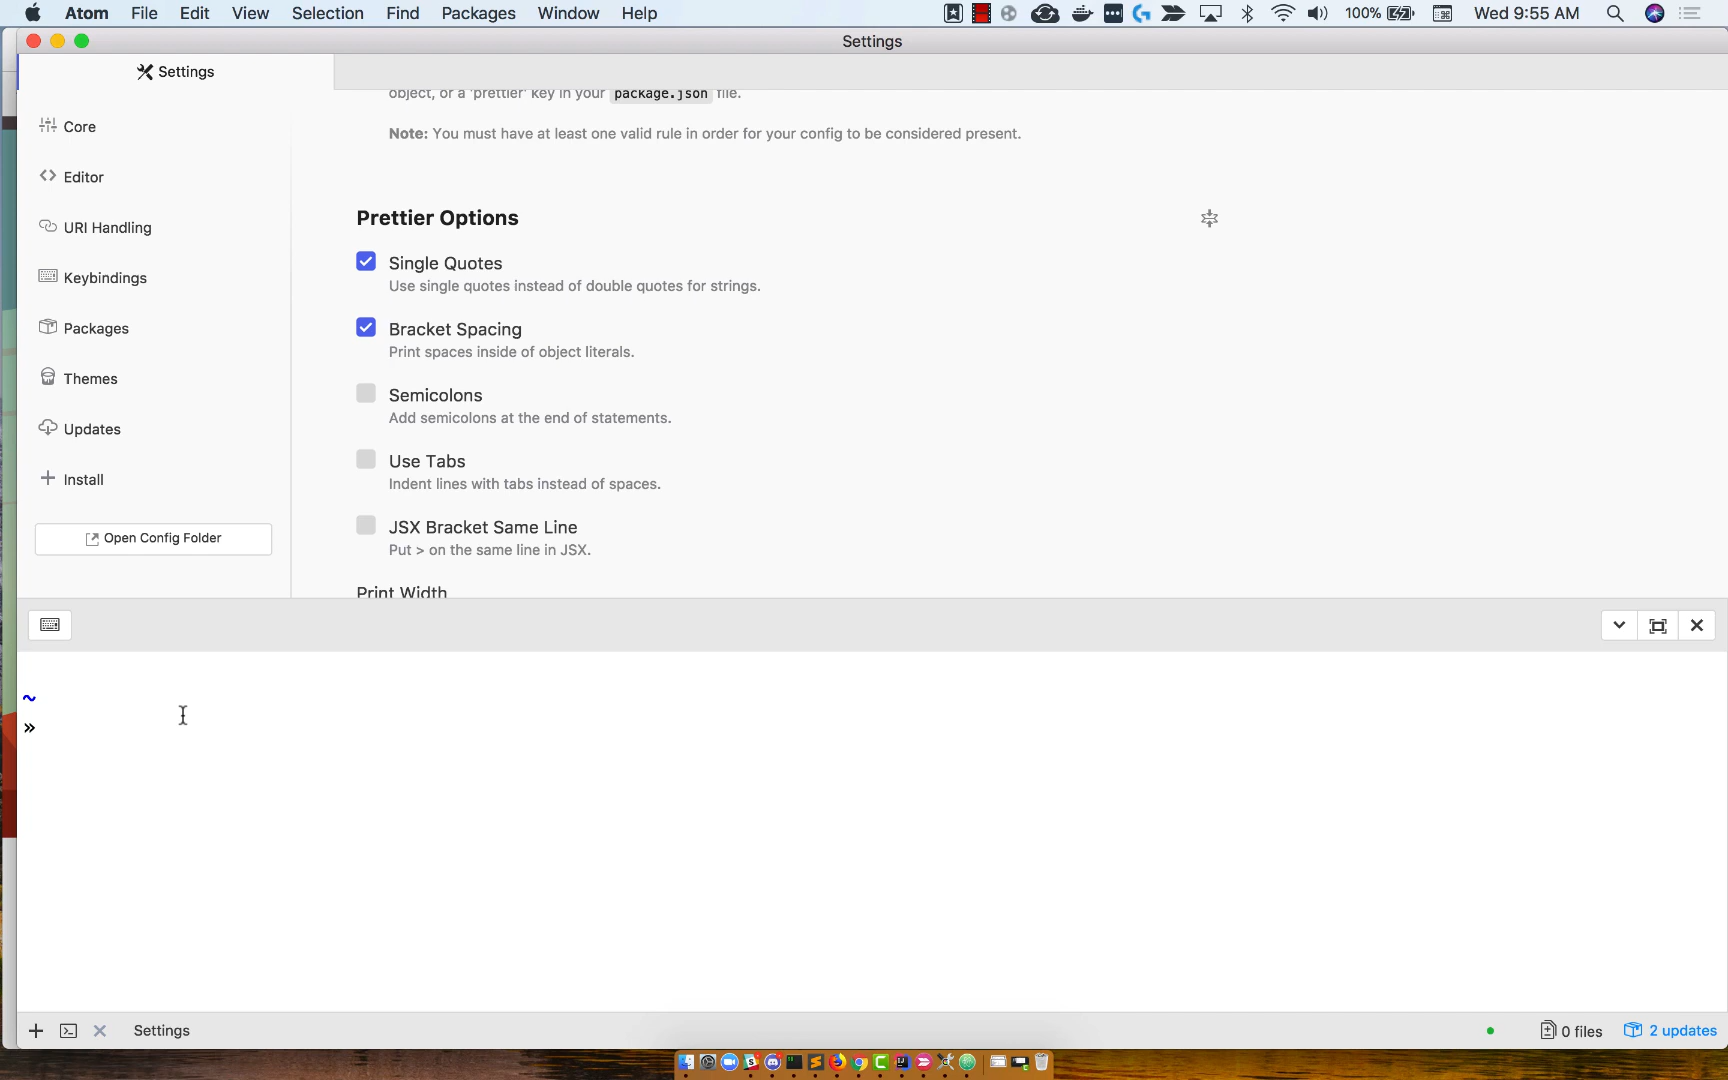 Atom File Edit View Selection Find Packages Window Help 100% Wed 9:55 AM
Settings
Settings
object, or a 'prettier' key in your package.json file.
Core
Note: You must have at least one valid rule in order for your config to be considered present.
Editor
Prettier Options
URI Handling
Single Quotes
Keybindings
Use single quotes instead of double quotes for strings.
Packages
Bracket Spacing
Print spaces inside of object literals.
Themes
Semicolons
Add semicolons at the end of statements.
Updates
Use Tabs
Install
Indent lines with tabs instead of spaces.
JSX Bracket Same Line
Open Config Folder
Put > on the same line in JSX.
Print Width
~
»
Settings 0 files 2 updates